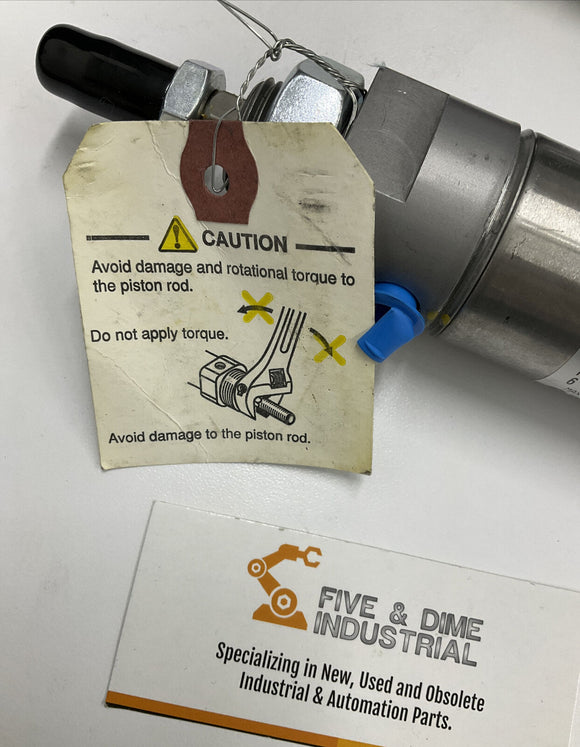 CAUTION
Avoid damage and rotational torque to
the piston rod.
Do not apply torque.
Avoid damage to the piston rod.
FIVE & DIME
INDUSTRIAL
Specializing in New, Used and Obsolete
Industrial & Automation Parts.